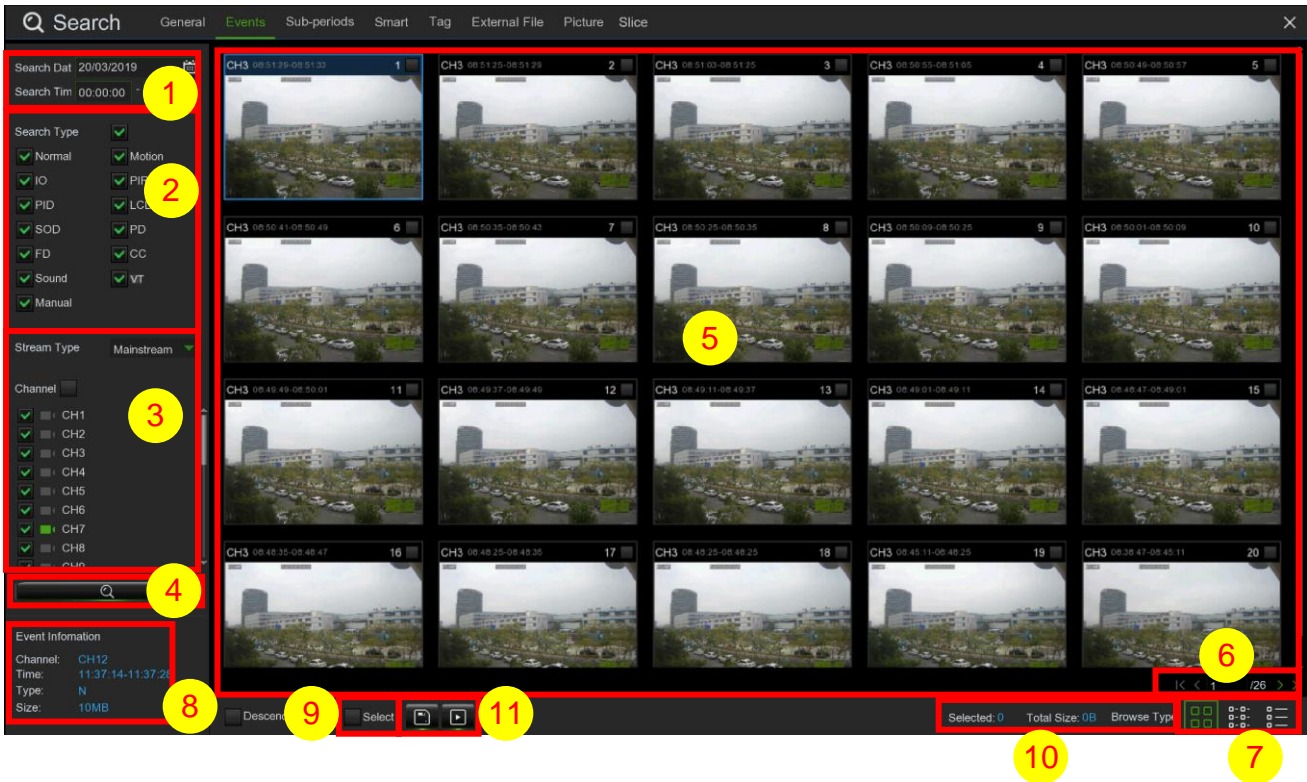 Search General Events Sub-periods Smart Tag External File Picture Slice
Search Dat 20/03/2019
Search Tim 00:00:00
1
Search Type
Normal Motion
IO
PID
2
SOD PD
FD CC
Sound VT
Manual
Stream Type Mainstream
Channel
3
CH1
CH2
CH3
CH4
CH5
CH6
CH7
CH8
4
Event Infomation
Channel: CH12
Time: 11:37:14-11:37:26
Type: N
Size: 10MB
8
CH3 08:51:29-08:51:33 1
CH3 08:51:25-08:51:29 2
CH3 08:51:03-08:51:25 3
CH3 08:50:55-08:51:05 4
CH3 08:50:49-08:50:57 5
CH3 08:50:41-08:50:49 6
CH3 08:50:35-08:50:43 7
CH3 08:50:25-08:50:35 8
CH3 08:50:09-08:50:25 9
CH3 08:50:01-08:50:09 10
5
CH3 08:49:49-08:50:01 11
CH3 08:49:37-08:49:49 12
CH3 08:49:11-08:49:37 13
CH3 08:49:01-08:49:11 14
CH3 08:48:47-08:49:01 15
CH3 08:48:35-08:48:47 16
CH3 08:48:25-08:48:35 17
CH3 08:48:25-08:48:25 18
CH3 08:45:11-08:48:25 19
CH3 08:38:47-08:45:11 20
6
1 /26
Descend
9
Select
11
Selected: 0 Total Size: 0B Browse Type
10
7